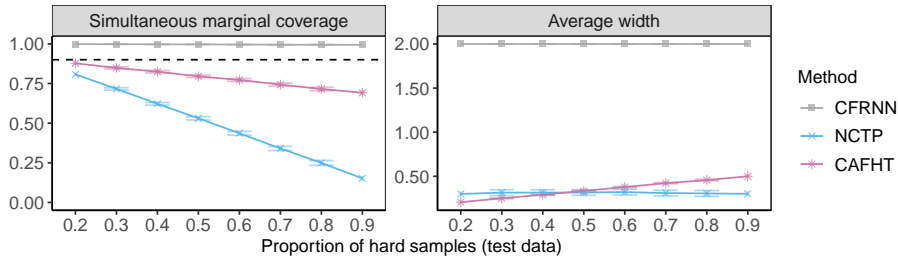 Simultaneous marginal coverage
Average width
1.00
0.75
0.50
0.25
0.00
0.2 0.3 0.4 0.5 0.6 0.7 0.8 0.9
2.00
1.50
1.00
0.50
0.2 0.3 0.4 0.5 0.6 0.7 0.8 0.9
Proportion of hard samples (test data)
Method
CFRNN
NCTP
CAFHT